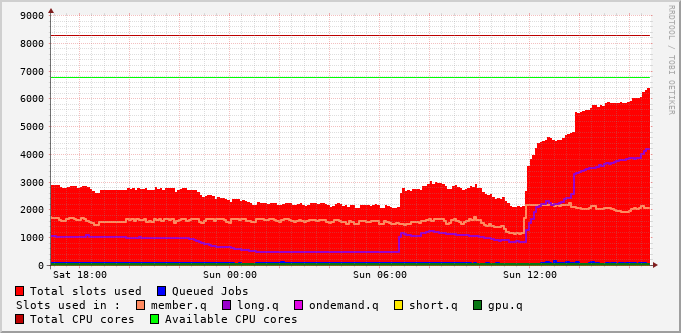 RRDTOOL / TOBI OETIKER
9000
8000
7000
6000
5000
4000
3000
2000
1000
0
Sat 18:00 Sun 00:00 Sun 06:00 Sun 12:00
Total slots used Queued Jobs
Slots used in : member.q long.q ondemand.q short.q gpu.q
Total CPU cores Available CPU cores